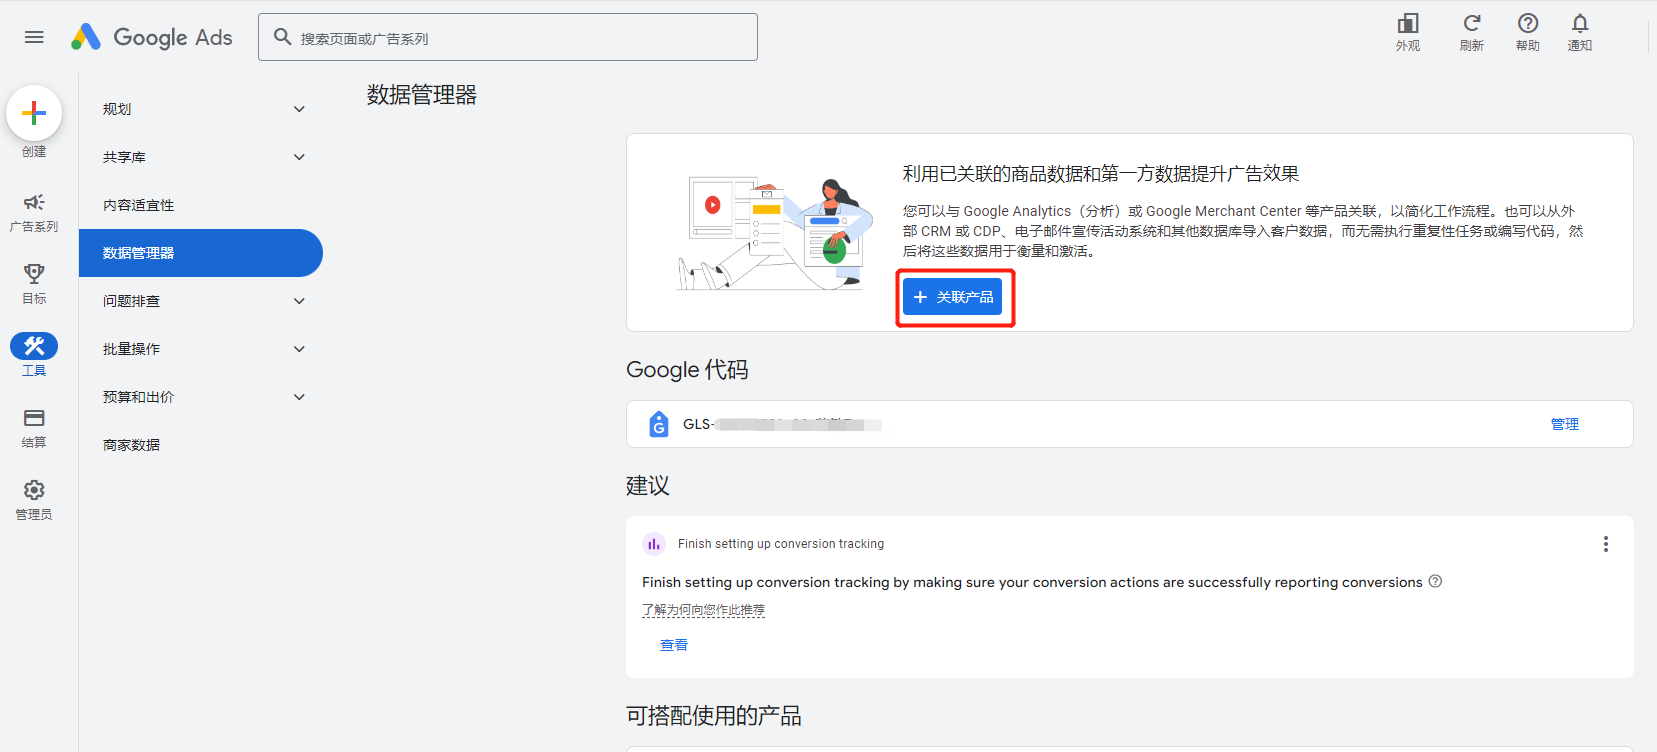 Google Ads
搜索页面或广告系列
外观
刷新
帮助
通知
创建
广告系列
目标
工具
结算
管理员
规划
共享库
内容适宜性
数据管理器
问题排查
批量操作
预算和出价
商家数据
数据管理器
利用已关联的商品数据和第一方数据提升广告效果
您可以与 Google Analytics（分析）或 Google Merchant Center 等产品关联，以简化工作流程。也可以从外
部 CRM 或 CDP、电子邮件宣传活动系统和其他数据库导入客户数据，而无需执行重复性任务或编写代码，然
后将这些数据用于衡量和激活。
+ 关联产品
Google 代码
GLS-
管理
建议
Finish setting up conversion tracking
Finish setting up conversion tracking by making sure your conversion actions are successfully reporting conversions
了解为何向您作此推荐
查看
可搭配使用的产品